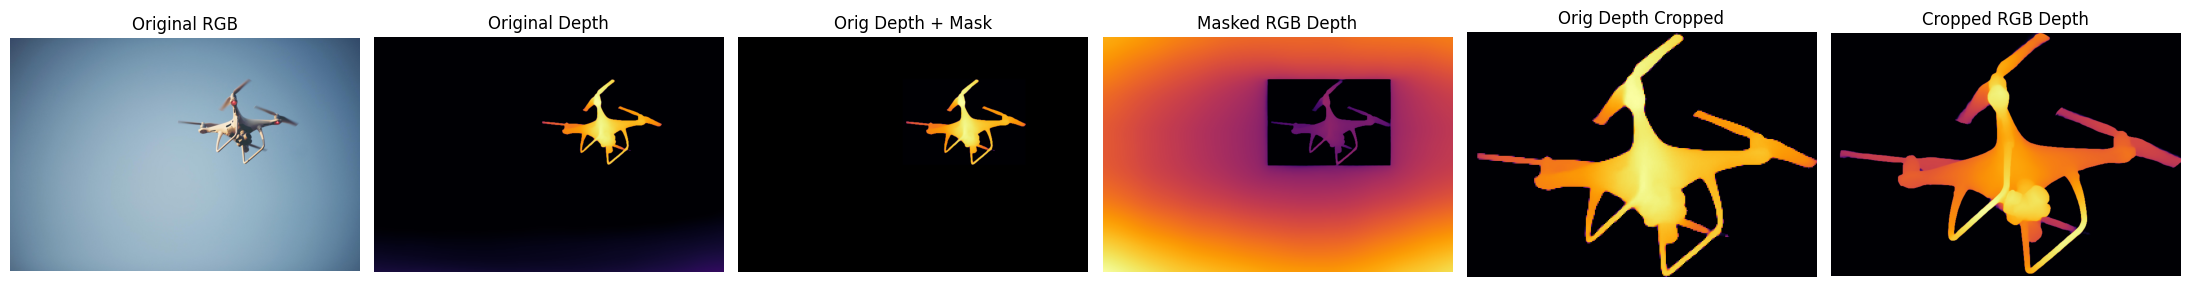 Original RGB
Original Depth
Orig Depth + Mask
Masked RGB Depth
Orig Depth Cropped
Cropped RGB Depth